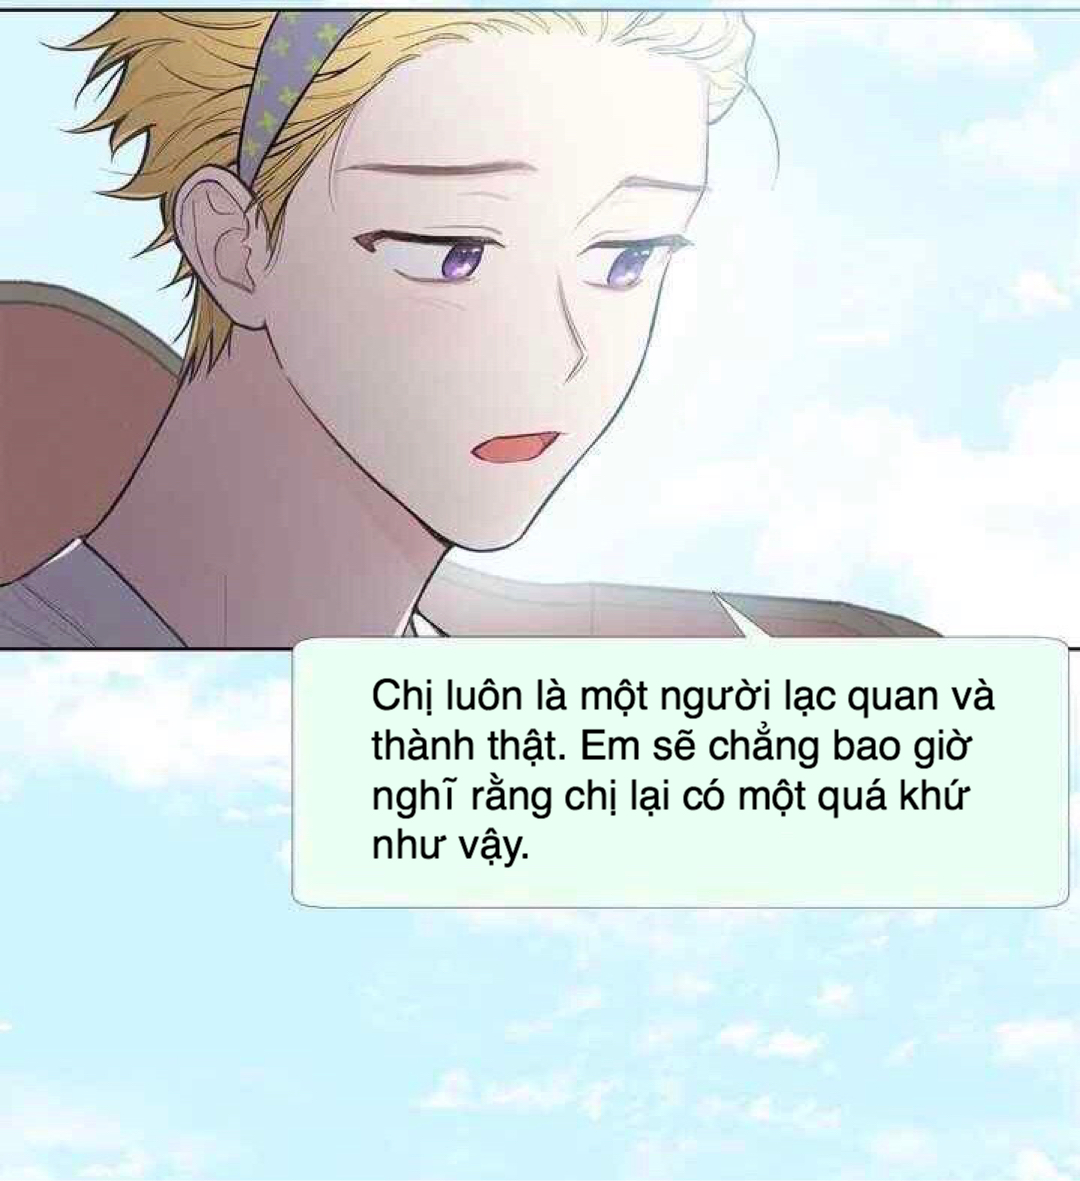 Chị luôn là một người lạc quan và
thành thật. Em sẽ chẳng bao giờ
nghĩ rằng chị lại có một quá khứ
như vậy.